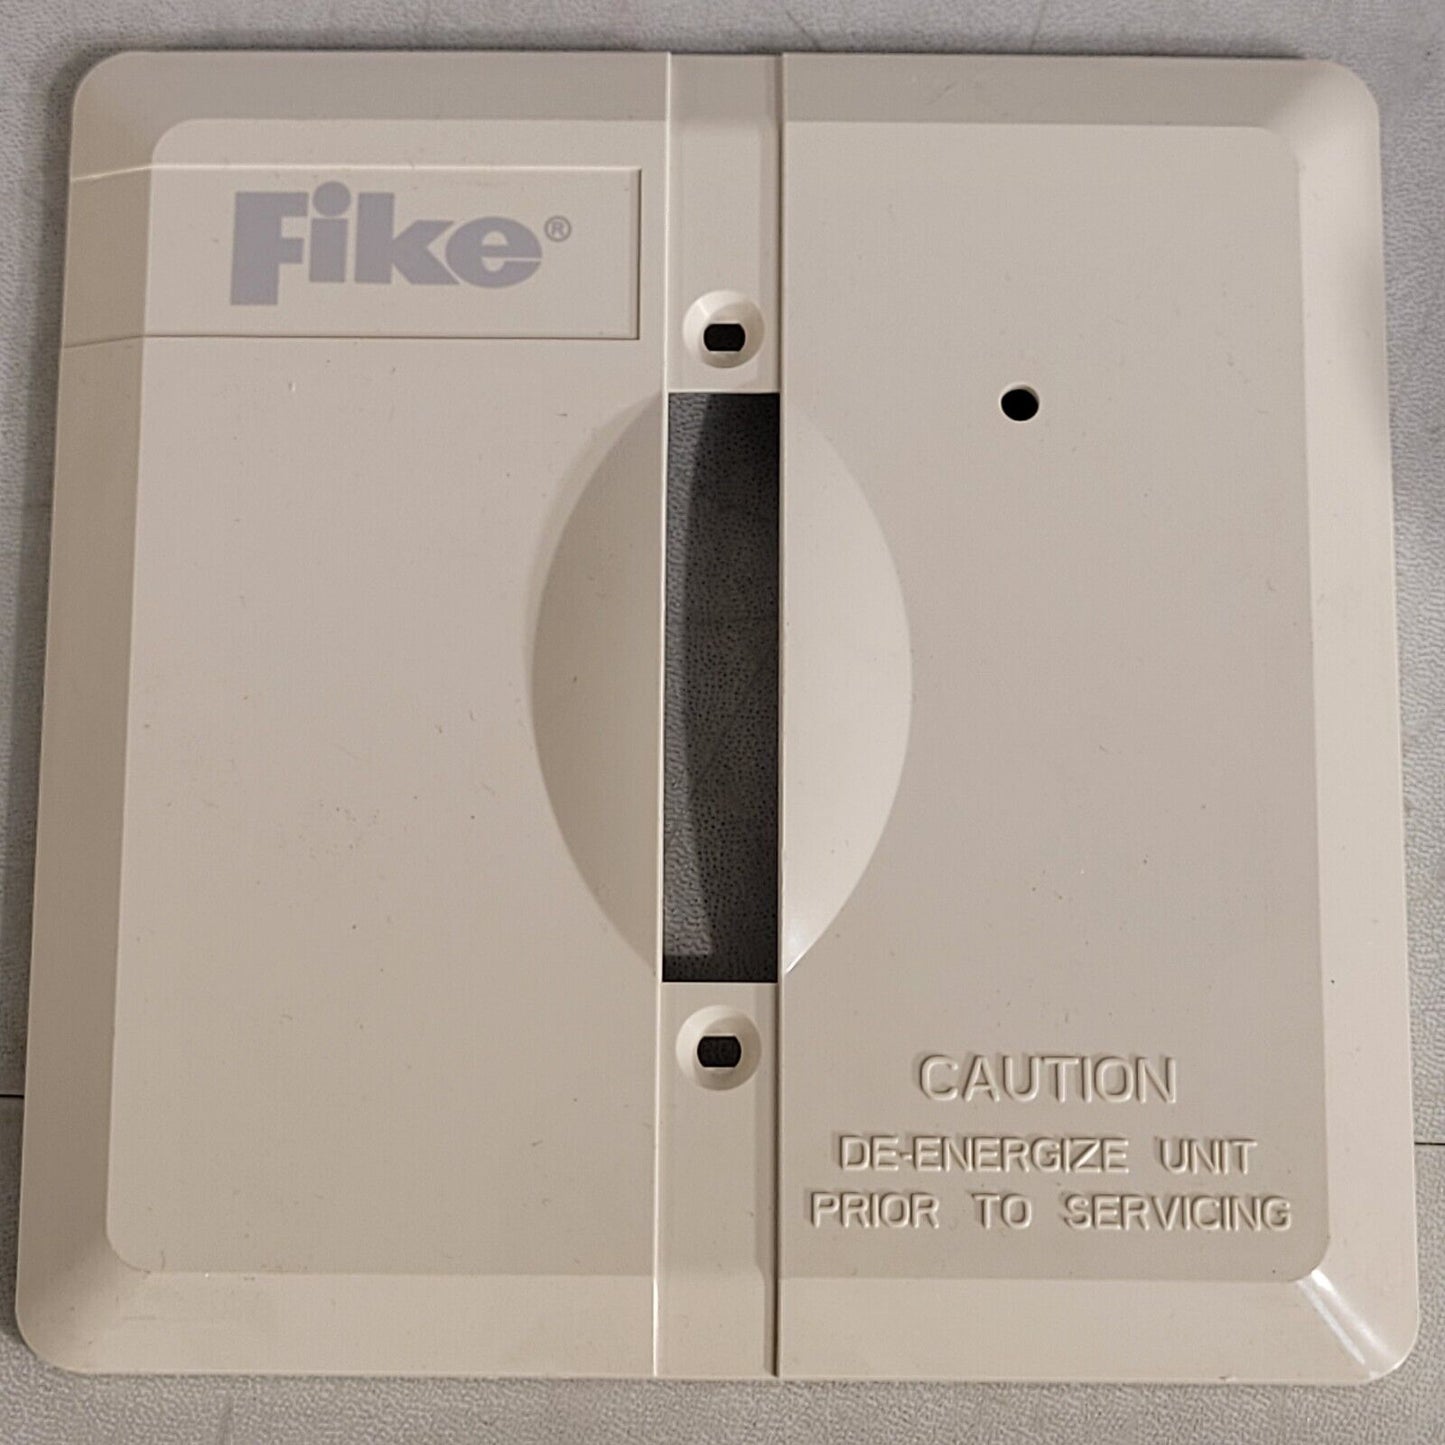 Fike®
CAUTION
DE-ENERGIZE UNIT
PRIOR TO SERVICING